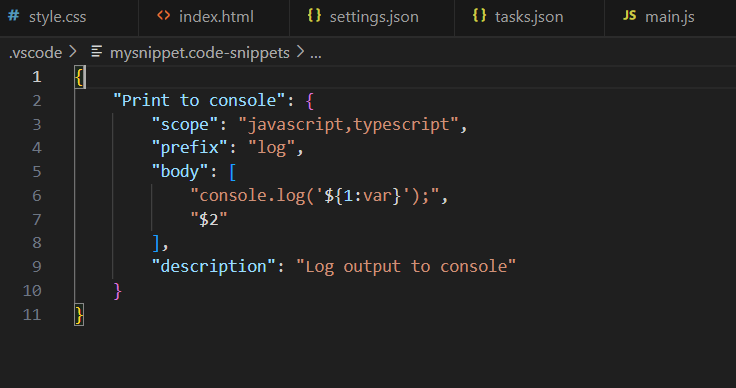 # style.css <> index.html {} settings.json {} tasks.json JS main.js
.vscode > mysnippet.code-snippets > ...
1 {
2     "Print to console": {
3         "scope": "javascript,typescript",
4         "prefix": "log",
5         "body": [
6             "console.log('${1:var}');",
7             "$2"
8         ],
9         "description": "Log output to console"
10     }
11 }